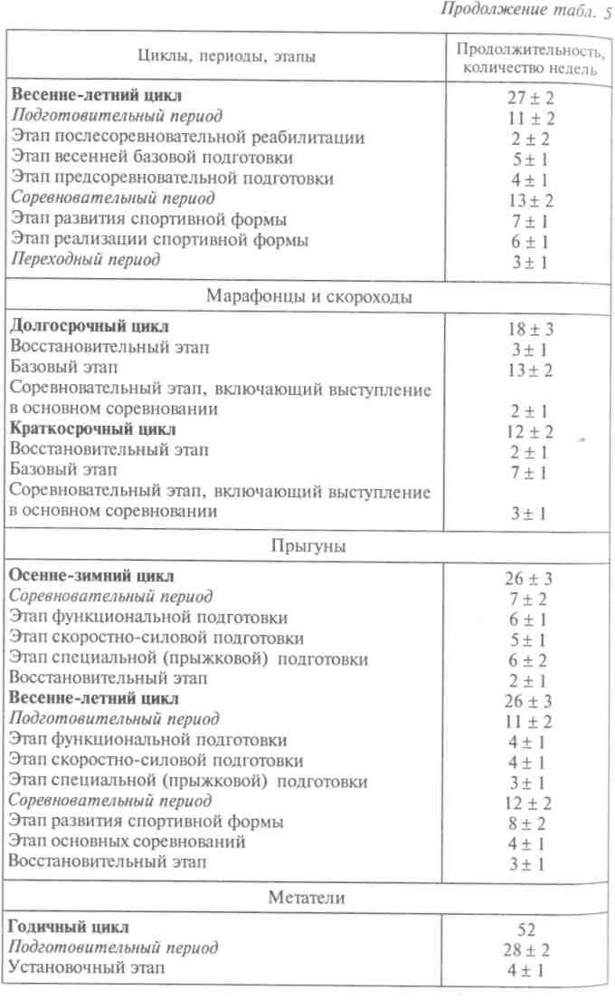 Продолжение табл. 5
Циклы, периоды, этапы
Продолжительность, количество недель
Весенне-летний цикл 27 ± 2
Подготовительный период 11 ± 2
Этап послесоревновательной реабилитации 2 ± 2
Этап весенней базовой подготовки 5 ± 1
Этап предсоревновательной подготовки 4 ± 1
Соревновательный период 13 ± 2
Этап развития спортивной формы 7 ± 1
Этап реализации спортивной формы 6 ± 1
Переходный период 3 ± 1
Марафонцы и скороходы
Долгосрочный цикл 18 ± 3
Восстановительный этап 3 ± 1
Базовый этап 13 ± 2
Соревновательный этап, включающий выступление
в основном соревновании 2 ± 1
Краткосрочный цикл 12 ± 2
Восстановительный этап 2 ± 1
Базовый этап 7 ± 1
Соревновательный этап, включающий выступление
в основном соревновании 3 ± 1
Прыгуны
Осенне-зимний цикл 26 ± 3
Соревновательный период 7 ± 2
Этап функциональной подготовки 6 ± 1
Этап скоростно-силовой подготовки 5 ± 1
Этап специальной (прыжковой) подготовки 6 ± 2
Восстановительный этап 2 ± 1
Весенне-летний цикл 26 ± 3
Подготовительный период 11 ± 2
Этап функциональной подготовки 4 ± 1
Этап скоростно-силовой подготовки 4 ± 1
Этап специальной (прыжковой) подготовки 3 ± 1
Соревновательный период 12 ± 2
Этап развития спортивной формы 8 ± 2
Этап основных соревнований 4 ± 1
Восстановительный этап 3 ± 1
Метатели
Годичный цикл 52
Подготовительный период 28 ± 2
Установочный этап 4 ± 1